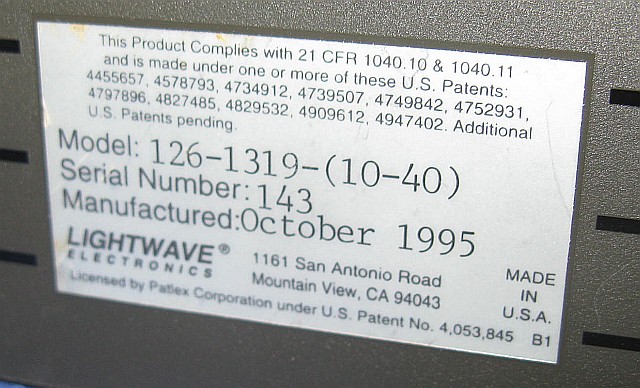 This Product Complies with 21 CFR 1040.10 & 1040.11
and is made under one or more of these U.S. Patents:
4455657, 4578793, 4734912, 4739507, 4749842, 4752931,
4797896, 4827485, 4829532, 4909612, 4947402. Additional
U.S. Patents pending.
Model: 126-1319-(10-40)
Serial Number: 143
Manufactured: October 1995
LIGHTWAVE®
ELECTRONICS
1161 San Antonio Road
Mountain View, CA 94043
MADE
IN
U.S.A.
Licensed by Patlex Corporation under U.S. Patent No. 4,053,845 B1